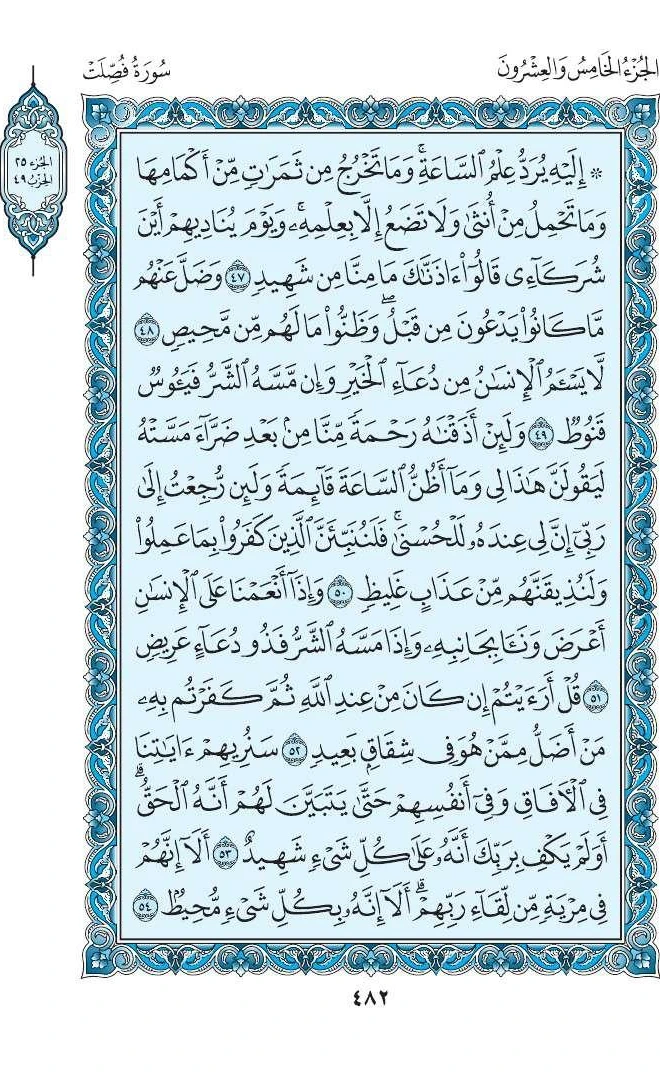 الجزء الخامس والعشرون
سورة فصلت
الجزء ٢٥
الحزب ٤٩
۞ إِلَيْهِ يُرَدُّ عِلْمُ ٱلسَّاعَةِۚ وَمَا تَخْرُجُ مِن ثَمَرَٰتٖ مِّنْ أَكْمَامِهَا
وَمَا تَحْمِلُ مِنْ أُنثَىٰ وَلَا تَضَعُ إِلَّا بِعِلْمِهِۦۚ وَيَوْمَ يُنَادِيهِمْ أَيْنَ
شُرَكَآءِي قَالُوٓاْ ءَاذَنَّٰكَ مَا مِنَّا مِن شَهِيدٖ ٤٧ وَضَلَّ عَنْهُم
مَّا كَانُواْ يَدْعُونَ مِن قَبْلُۖ وَظَنُّواْ مَا لَهُم مِّن مَّحِيصٖ ٤٨
لَّا يَسْـَٔمُ ٱلْإِنسَٰنُ مِن دُعَآءِ ٱلْخَيْرِ وَإِن مَّسَّهُ ٱلشَّرُّ فَيَـُٔوسٞ
قَنُوطٞ ٤٩ وَلَئِنْ أَذَقْنَٰهُ رَحْمَةٗ مِّنَّا مِنۢ بَعْدِ ضَرَّآءَ مَسَّتْهُ
لَيَقُولَنَّ هَٰذَا لِي وَمَآ أَظُنُّ ٱلسَّاعَةَ قَآئِمَةٗ وَلَئِن رُّجِعْتُ إِلَىٰ
رَبِّيٓ إِنَّ لِي عِندَهُۥ لَلْحُسْنَىٰۚ فَلَنُنَبِّئَنَّ ٱلَّذِينَ كَفَرُواْ بِمَا عَمِلُواْ
وَلَنُذِيقَنَّهُم مِّنْ عَذَابٍ غَلِيظٖ ٥٠ وَإِذَآ أَنْعَمْنَا عَلَى ٱلْإِنسَٰنِ
أَعْرَضَ وَنَـَٔا بِجَانِبِهِۦ وَإِذَا مَسَّهُ ٱلشَّرُّ فَذُو دُعَآءٍ عَرِيضٖ
٥١ قُلْ أَرَءَيْتُمْ إِن كَانَ مِنْ عِندِ ٱللَّهِ ثُمَّ كَفَرْتُم بِهِۦ
مَنْ أَضَلُّ مِمَّنْ هُوَ فِي شِقَاقِۭ بَعِيدٖ ٥٢ سَنُرِيهِمْ ءَايَٰتِنَا
فِي ٱلْأٓفَاقِ وَفِيٓ أَنفُسِهِمْ حَتَّىٰ يَتَبَيَّنَ لَهُمْ أَنَّهُ ٱلْحَقُّۗ
أَوَلَمْ يَكْفِ بِرَبِّكَ أَنَّهُۥ عَلَىٰ كُلِّ شَيْءٖ شَهِيدٌ ٥٣ أَلَآ إِنَّهُمْ
فِي مِرْيَةٖ مِّن لِّقَآءِ رَبِّهِمْۗ أَلَآ إِنَّهُۥ بِكُلِّ شَيْءٖ مُّحِيطُۢ ٥٤
٤٨٢